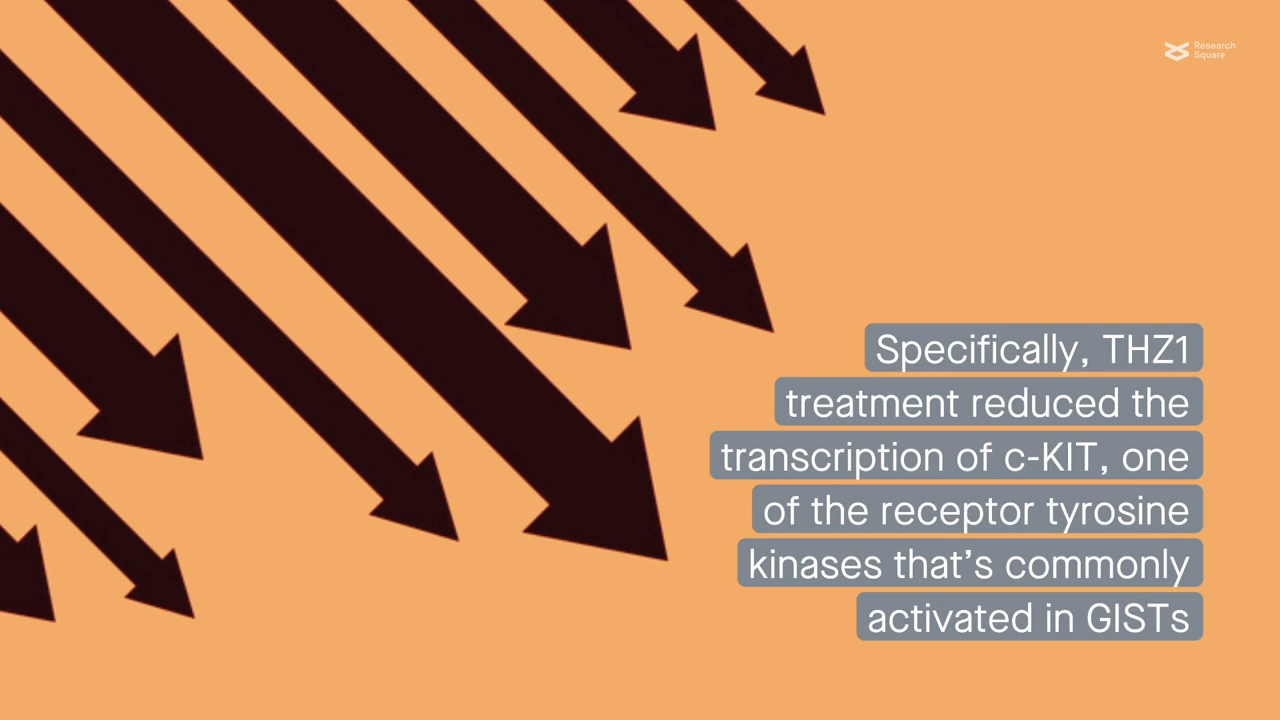 Research
Square
Specifically, THZ1
treatment reduced the
transcription of c-KIT, one
of the receptor tyrosine
kinases that’s commonly
activated in GISTs